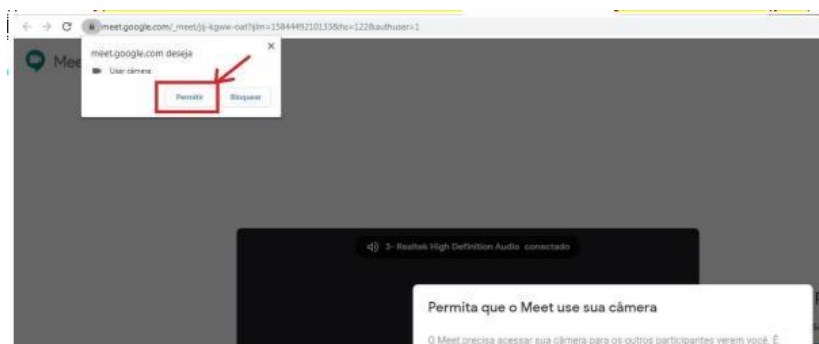 meet.google.com/_meet/jij-kgww-oat?ijlm=1584449210133&hs=122&authuser=1
meet.google.com deseja
Mee
Usar câmera
Permitir Bloquear
3- Realtek High Definition Audio conectado
Permita que o Meet use sua câmera
O Meet precisa acessar sua câmera para os outros participantes verem você. É